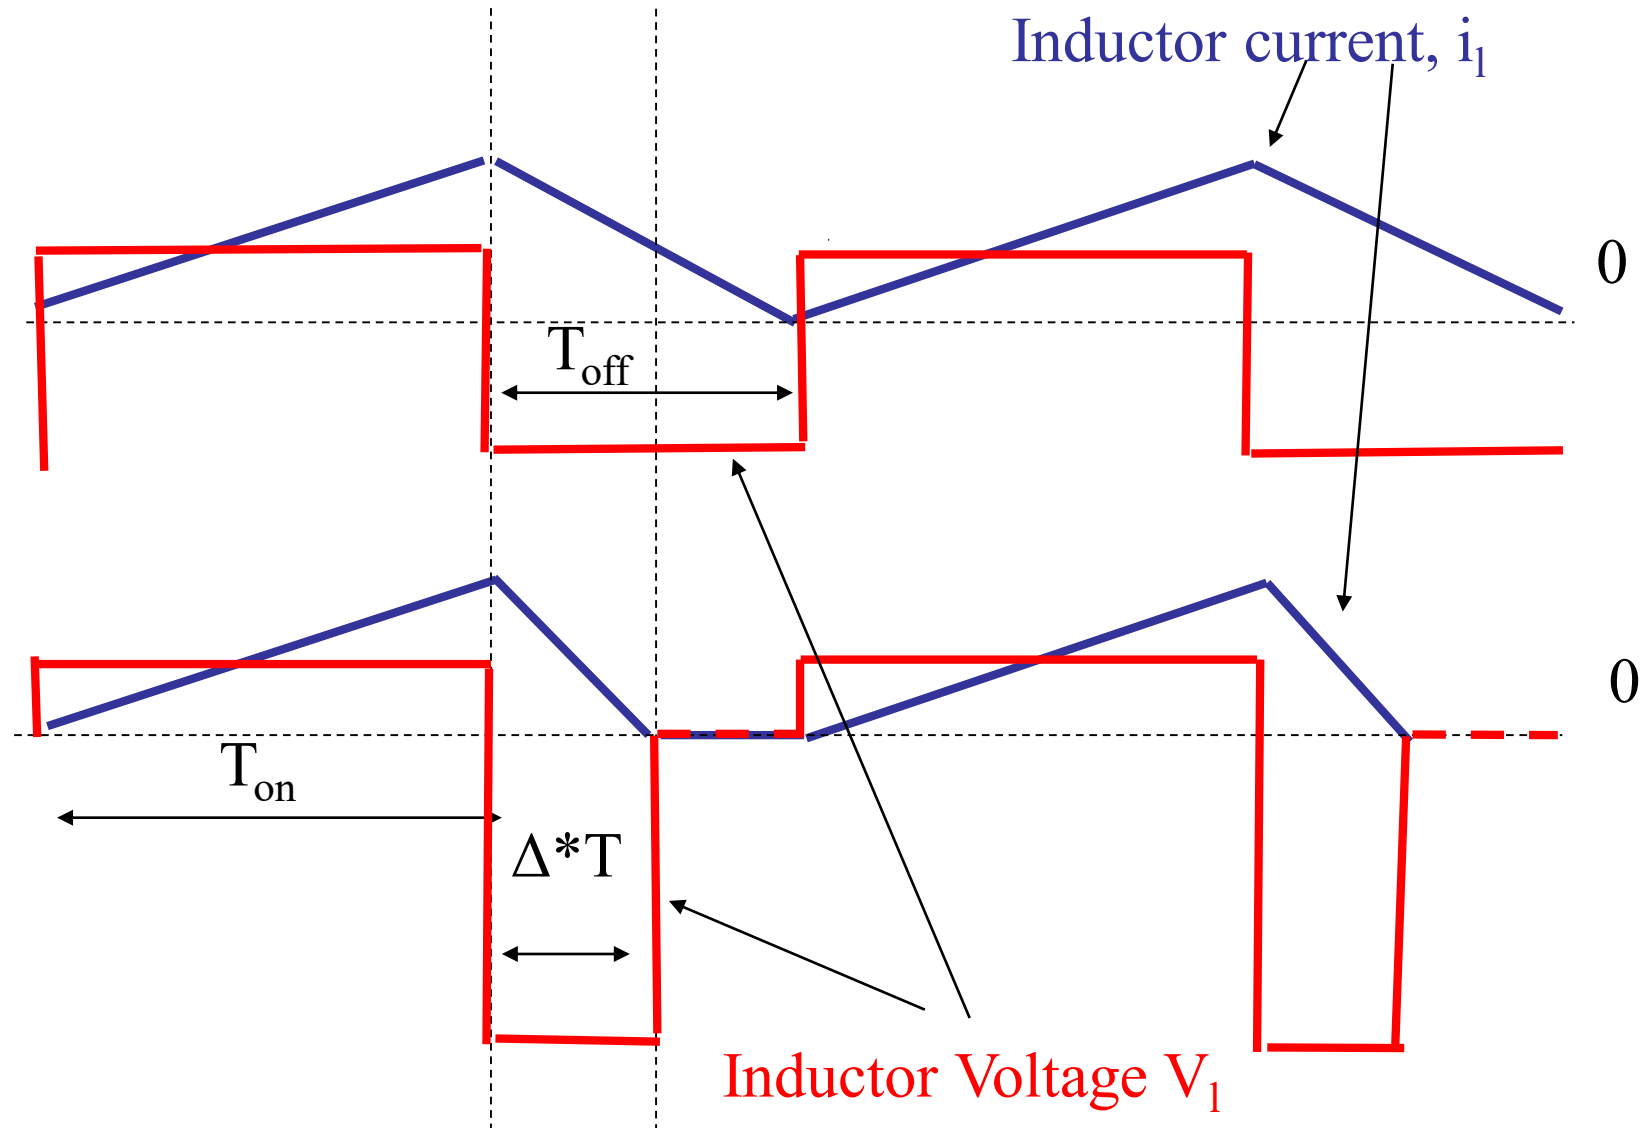 Inductor current, i_l
0
T_off
0
T_on
Δ*T
Inductor Voltage V_l